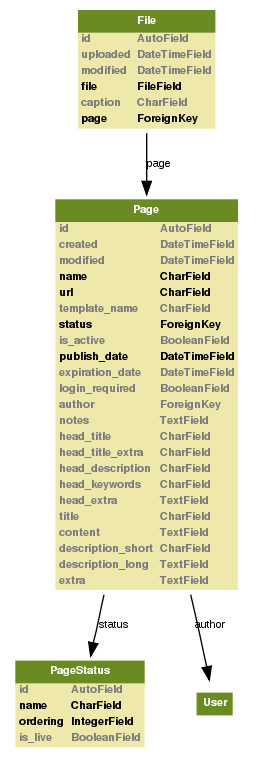 File
id AutoField
uploaded DateTimeField
modified DateTimeField
file FileField
caption CharField
page ForeignKey
page
Page
id AutoField
created DateTimeField
modified DateTimeField
name CharField
url CharField
template_name CharField
status ForeignKey
is_active BooleanField
publish_date DateTimeField
expiration_date DateTimeField
login_required BooleanField
author ForeignKey
notes TextField
head_title CharField
head_title_extra CharField
head_description CharField
head_keywords CharField
head_extra TextField
title CharField
content TextField
description_short CharField
description_long TextField
extra TextField
status author
PageStatus
id AutoField
name CharField
ordering IntegerField
is_live BooleanField
User